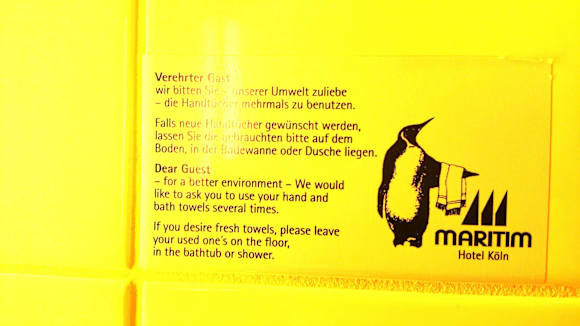 Verehrter Gast
wir bitten Sie – unserer Umwelt zuliebe
– die Handtücher mehrmals zu benutzen.
Falls neue Handtücher gewünscht werden,
lassen Sie die gebrauchten bitte auf dem
Boden, in der Badewanne oder Dusche liegen.
Dear Guest
– for a better environment – We would
like to ask you to use your hand and
bath towels several times.
If you desire fresh towels, please leave
your used one's on the floor,
in the bathtub or shower.
MARITIM
Hotel Köln